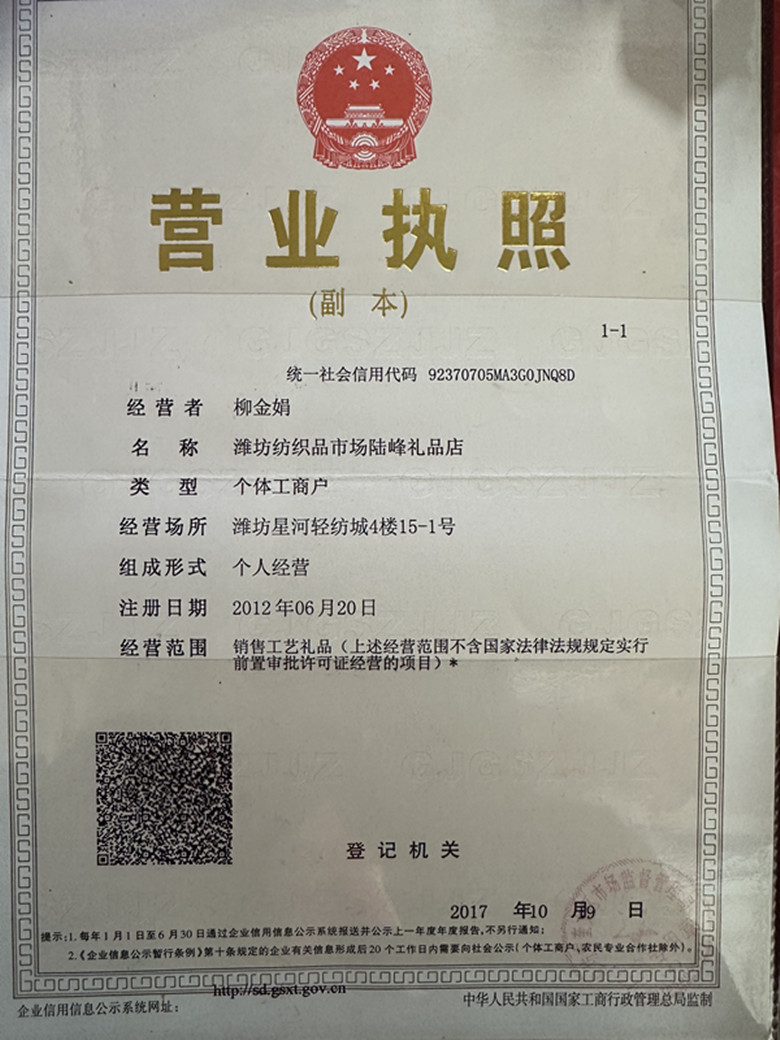 营业执照
(副 本)
1-1
统一社会信用代码 92370705MA3G0JNQ8D
经营者 柳金娟
名 称 潍坊纺织品市场陆峰礼品店
类 型 个体工商户
经营场所 潍坊星河轻纺城4楼15-1号
组成形式 个人经营
注册日期 2012年06月20日
经营范围 销售工艺礼品（上述经营范围不含国家法律法规规定实行
前置审批许可证经营的项目）*
登记机关
2017 年10 月9 日
提示:1.每年1月1日至6月30日通过企业信用信息公示系统报送并公示上一年度年度报告,不另行通知;
2.《企业信息公示暂行条例》第十条规定的企业有关信息形成后20个工作日内需要向社会公示(个体工商户、农民专业合作社除外)。
http://sd.gsxt.gov.cn
企业信用信息公示系统网址:
中华人民共和国国家工商行政管理总局监制